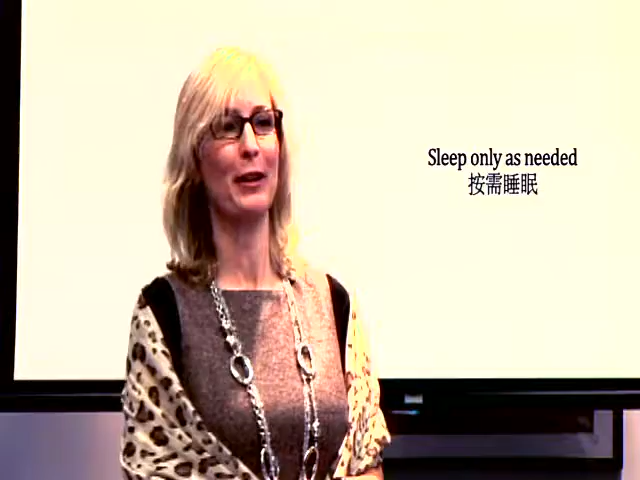 Sleep only as needed
按需睡眠